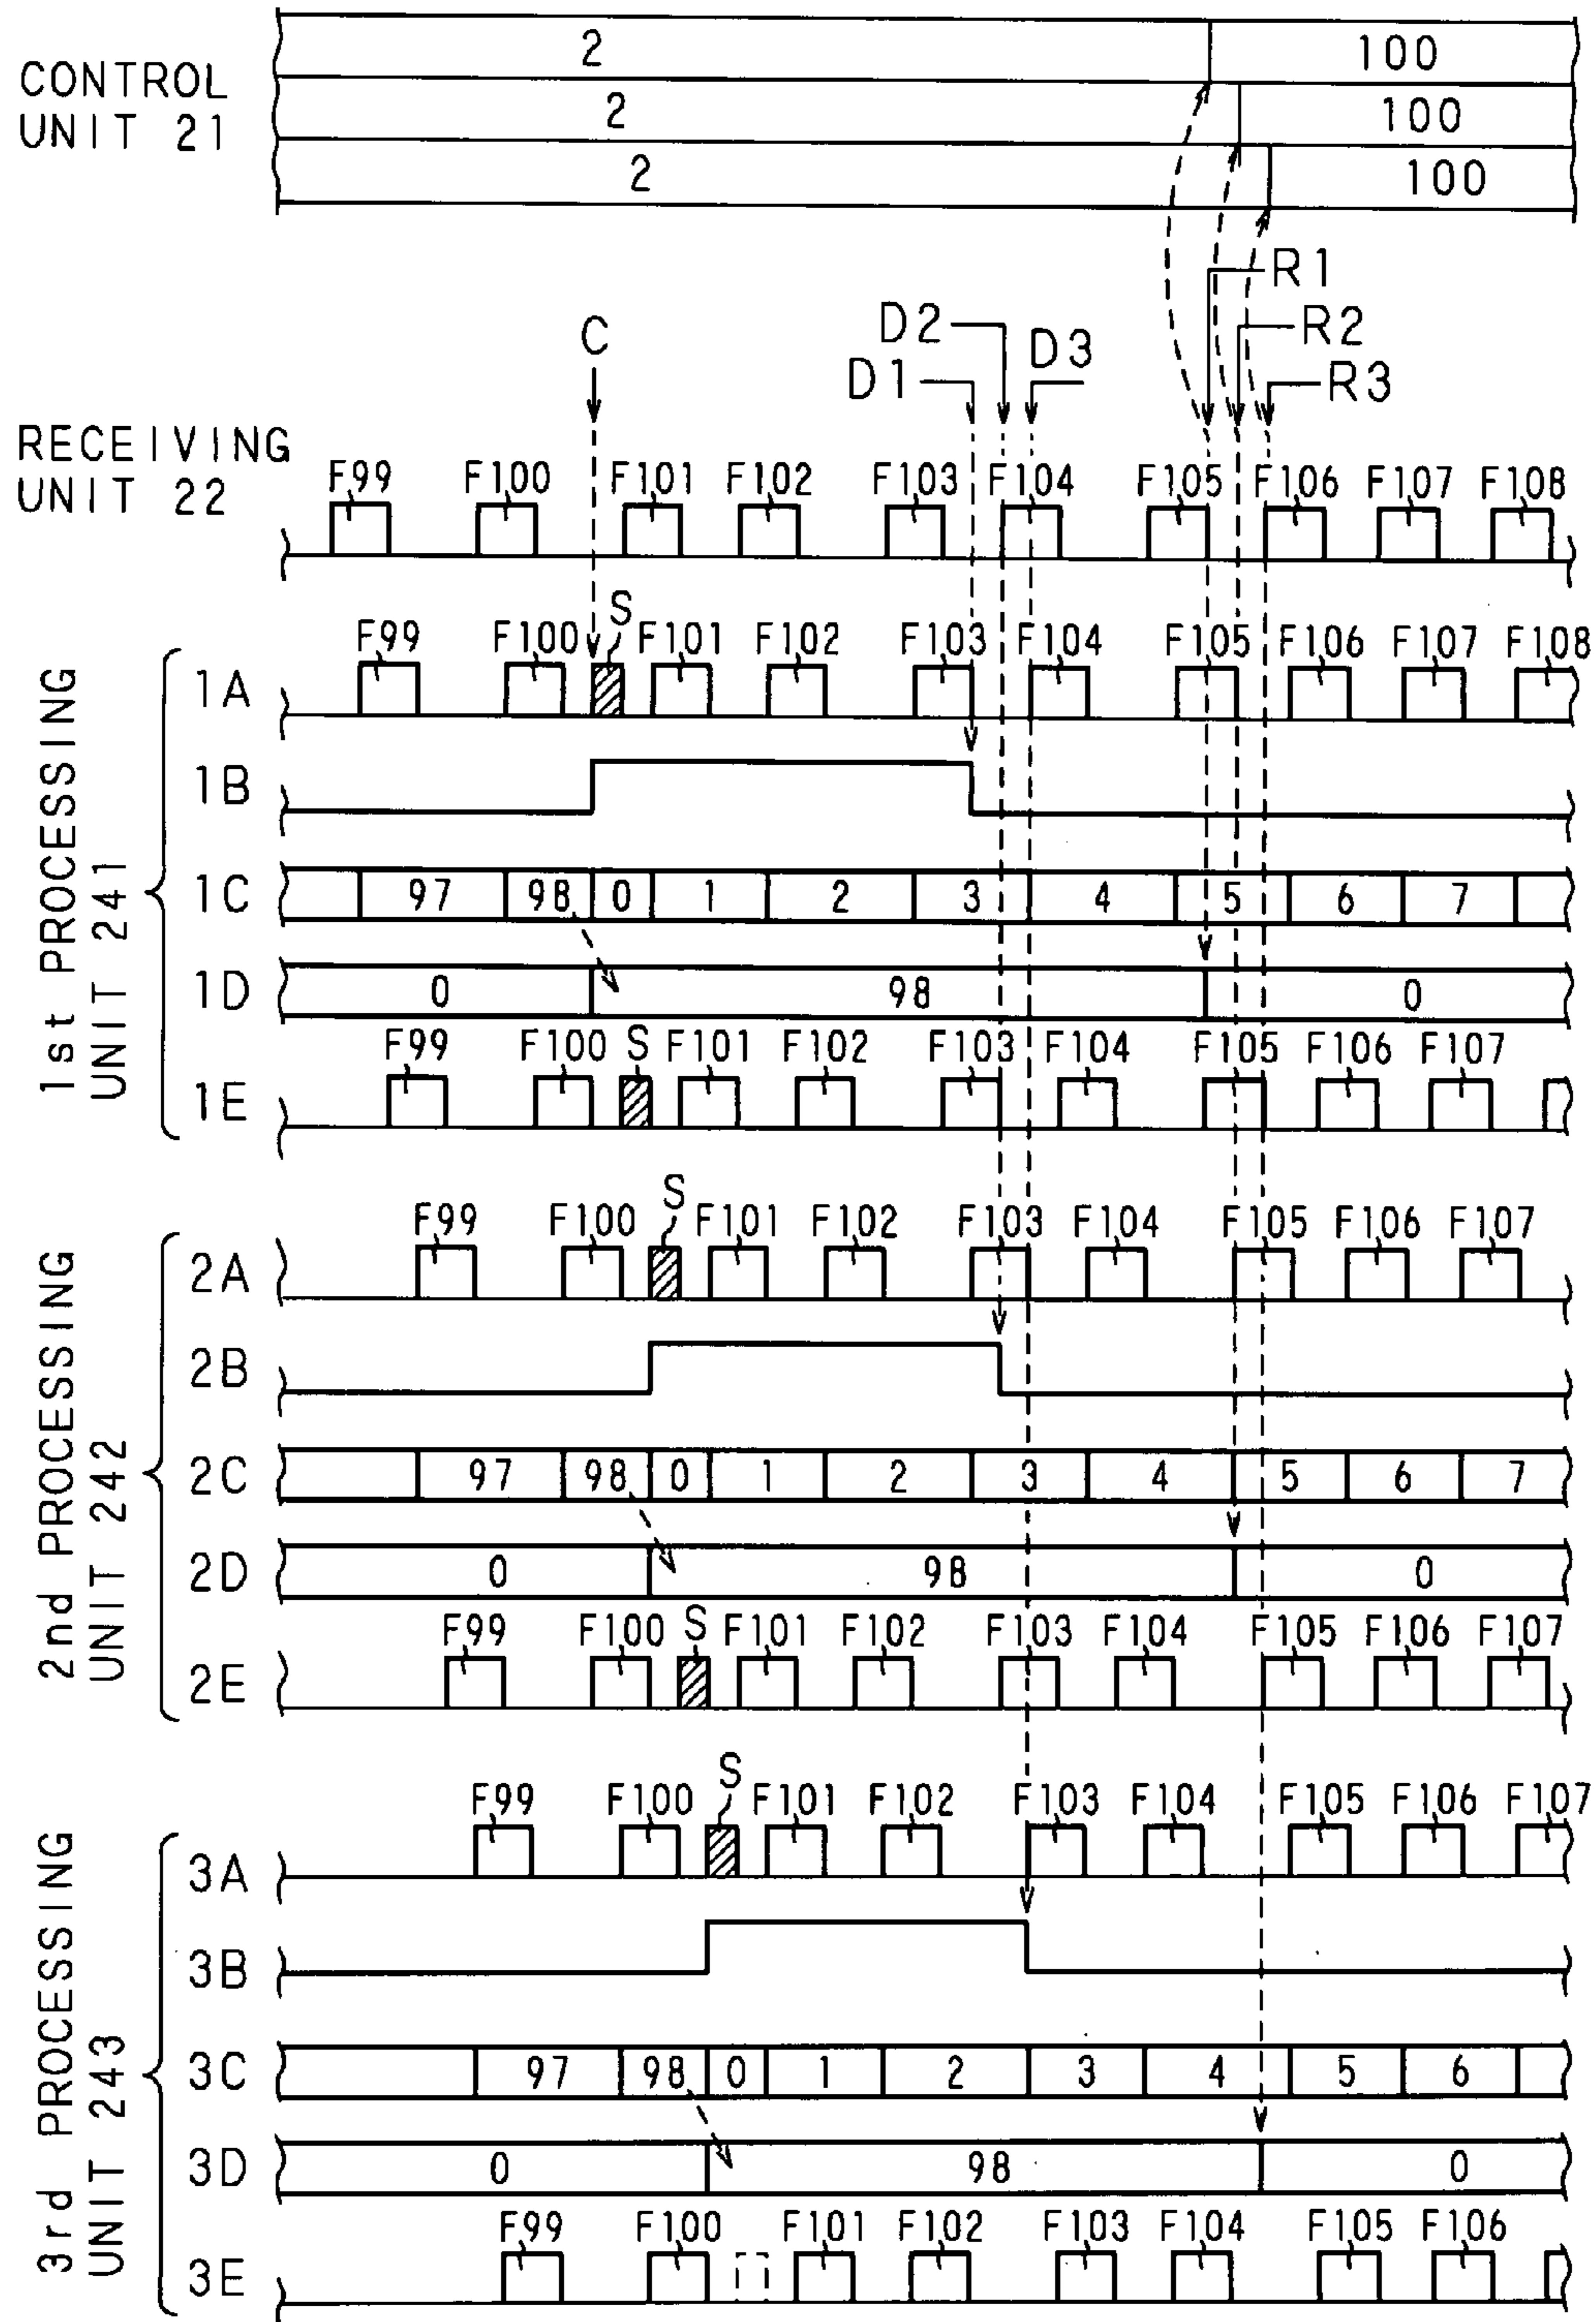 CONTROL
UNIT 21
2 100
2 100
2 100
R1
D2 R2
C D3
D1 R3
RECEIVING
UNIT 22
F99 F100 F101 F102 F103 F104 F105 F106 F107 F108
1st PROCESSING
UNIT 241
S
1A F99 F100 F101 F102 F103 F104 F105 F106 F107 F108
1B
1C 97 98 0 1 2 3 4 5 6 7
1D 0 98 0
1E F99 F100 S F101 F102 F103 F104 F105 F106 F107
2nd PROCESSING
UNIT 242
S
2A F99 F100 F101 F102 F103 F104 F105 F106 F107
2B
2C 97 98 0 1 2 3 4 5 6 7
2D 0 98 0
2E F99 F100 S F101 F102 F103 F104 F105 F106 F107
3rd PROCESSING
UNIT 243
S
3A F99 F100 F101 F102 F103 F104 F105 F106 F107
3B
3C 97 98 0 1 2 3 4 5 6
3D 0 98 0
3E F99 F100 F101 F102 F103 F104 F105 F106